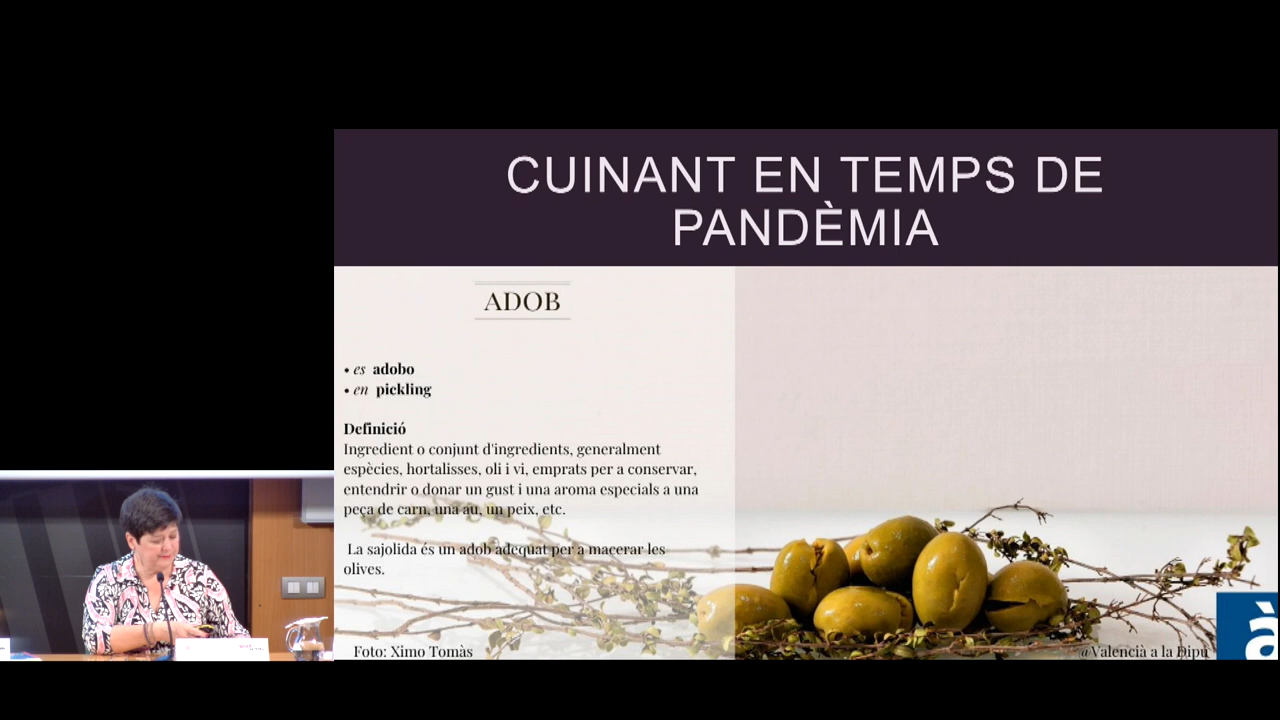 CUINANT EN TEMPS DE
PANDÈMIA
ADOB
• es adobo
• en pickling
Definició
Ingredient o conjunt d'ingredients, generalment
espècies, hortalisses, oli i vi, emprats per a conservar,
entendrir o donar un gust i una aroma especials a una
peça de carn, una au, un peix, etc.
La sajolida és un adob adequat per a macerar les
olives.
Foto: Ximo Tomàs
@Valencià a la Dipu
à